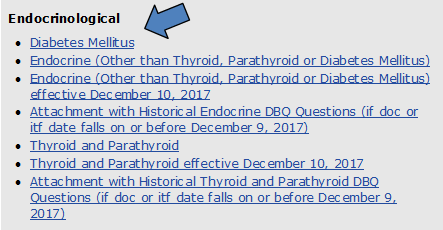 Endocrinological
Diabetes Mellitus
Endocrine (Other than Thyroid, Parathyroid or Diabetes Mellitus)
Endocrine (Other than Thyroid, Parathyroid or Diabetes Mellitus)
effective December 10, 2017
Attachment with Historical Endocrine DBQ Questions (if doc or
itf date falls on or before December 9, 2017)
Thyroid and Parathyroid
Thyroid and Parathyroid effective December 10, 2017
Attachment with Historical Thyroid and Parathyroid DBQ
Questions (if doc or itf date falls on or before December 9,
2017)